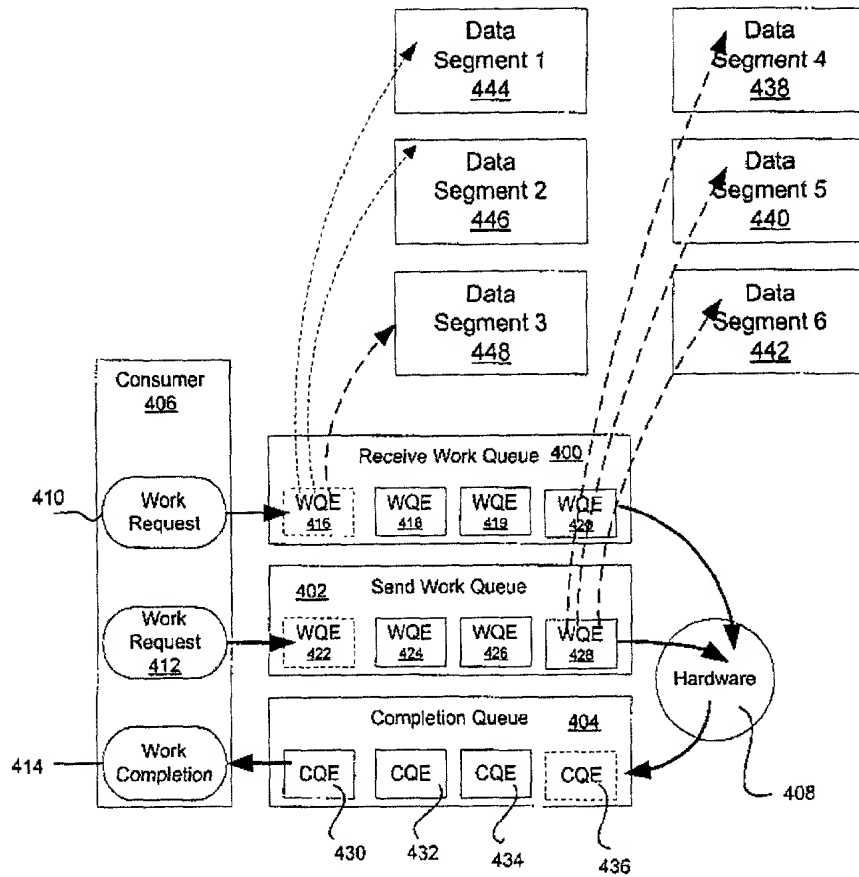 Data
Segment 1
444
Data
Segment 4
438
Data
Segment 2
446
Data
Segment 5
440
Data
Segment 3
448
Data
Segment 6
442
Consumer
406
Receive Work Queue 400
410
Work
Request
WQE
416
WQE
418
WQE
419
WQE
420
402
Send Work Queue
Work
Request
412
WQE
422
WQE
424
WQE
426
WQE
428
Hardware
Completion Queue
404
414
Work
Completion
CQE
CQE
CQE
CQE
408
430
432
434
436